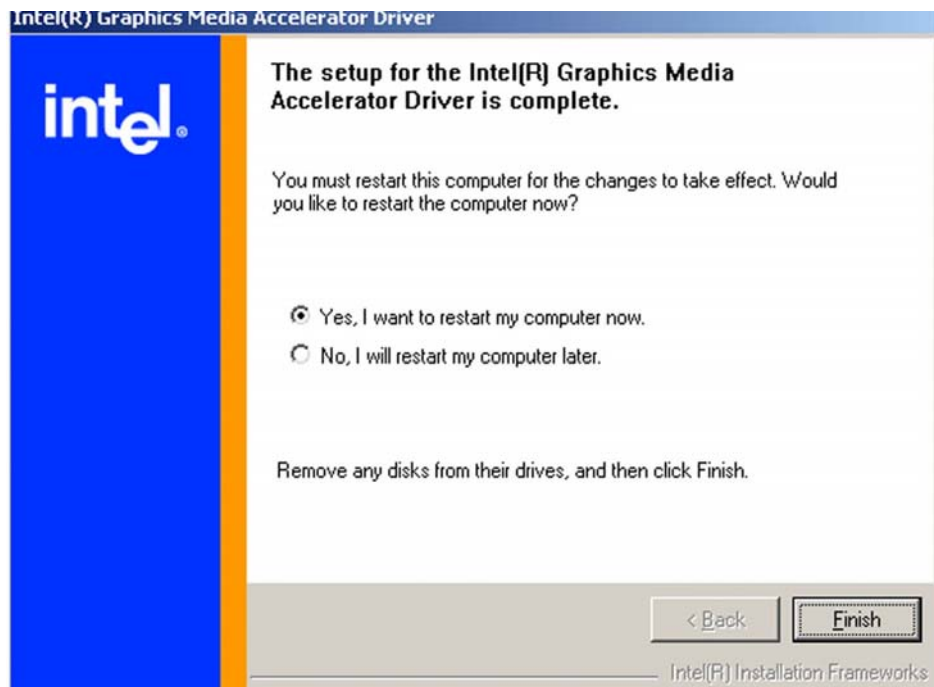 Intel(R) Graphics Media Accelerator Driver
intel®
The setup for the Intel(R) Graphics Media
Accelerator Driver is complete.
You must restart this computer for the changes to take effect. Would
you like to restart the computer now?
Yes, I want to restart my computer now.
No, I will restart my computer later.
Remove any disks from their drives, and then click Finish.
< Back
Finish
Intel(R) Installation Frameworks